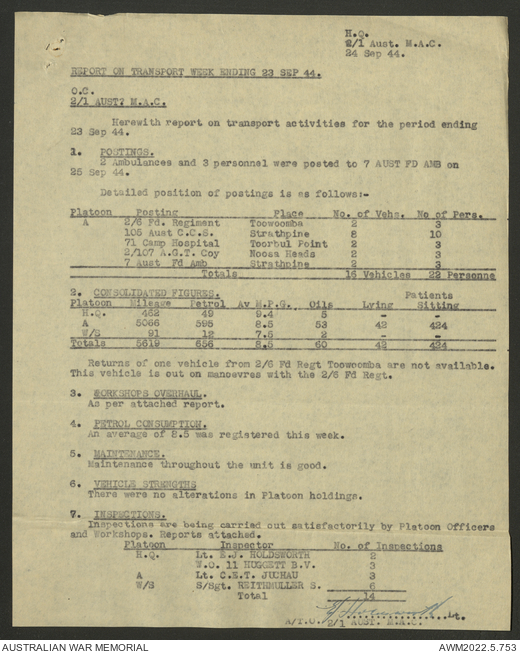 H.Q.
2/1 Aust. M.A.C.
24 Sep 44.
REPORT ON TRANSPORT WEEK ENDING 23 SEP 44.
O.C.
2/1 AUST? M.A.C.
Herewith report on transport activities for the period ending
23 Sep 44.
1. POSTINGS.
2 Ambulances and 3 personnel were posted to 7 AUST FD AMB on
25 Sep 44.
Detailed position of postings is as follows:-
Platoon Posting Place No. of Vehs. No of Pers.
A 2/6 Fd. Regiment Toowoomba 2 3
105 Aust C.C.S. Strathpine 8 10
71 Camp Hospital Toorbul Point 2 3
2/107 A.G.T. Coy Noosa Heads 2 3
7 Aust Fd Amb Strathpine 2 3
Totals 16 Vehicles 22 Personne
2. CONSOLIDATED FIGURES. Patients
Platoon Mileage Petrol Av M.P.G. Oils Lying Sitting
H.Q. 462 49 9.4 5 - -
A 5066 595 8.5 53 42 424
W/S 91 12 7.5 2 - -
Totals 5619 656 8.5 60 42 424
Returns of one vehicle from 2/6 Fd Regt Toowoomba are not available.
This vehicle is out on manoevres with the 2/6 Fd Regt.
3. WORKSHOPS OVERHAUL.
As per attached report.
4. PETROL CONSUMPTION.
An average of 8.5 was registered this week.
5. MAINTENANCE.
Maintenance throughout the unit is good.
6. VEHICLE STRENGTHS
There were no alterations in Platoon holdings.
7. INSPECTIONS.
Inspections are being carried out satisfactorily by Platoon Officers
and Workshops. Reports attached.
Platoon Inspector No. of Inspections
H.Q. Lt. E.J. HOLDSWORTH 2
W.O. 11 HUGGETT B.V. 3
A Lt. C.E.T. JUCHAU 3
W/S S/Sgt. REITHMULLER S. 6
Total 14
Lt.
A/T.O. 2/1 AUST. M.A.C.
AUSTRALIAN WAR MEMORIAL
AWM2022.5.753